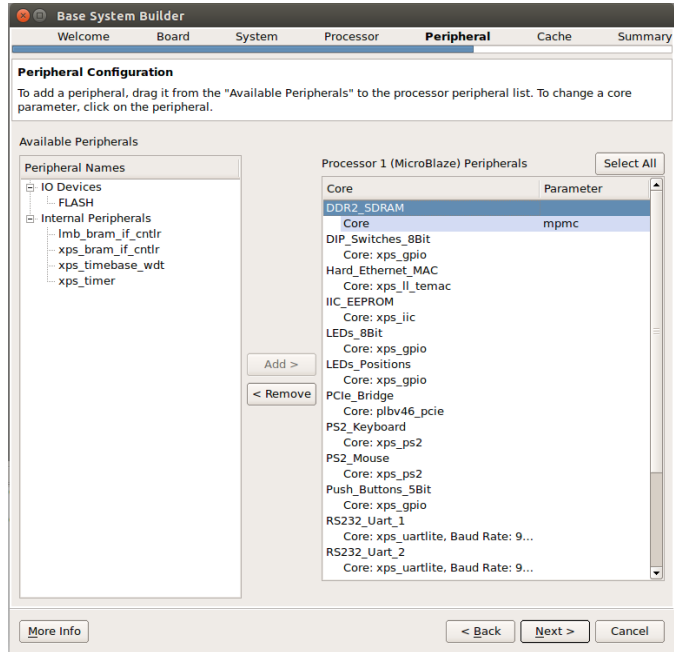 Base System Builder
Welcome Board System Processor Peripheral Cache Summary
Peripheral Configuration
To add a peripheral, drag it from the "Available Peripherals" to the processor peripheral list. To change a core
parameter, click on the peripheral.
Available Peripherals
Peripheral Names
IO Devices
FLASH
Internal Peripherals
lmb_bram_if_cntlr
xps_bram_if_cntlr
xps_timebase_wdt
xps_timer
Add >
< Remove
Processor 1 (MicroBlaze) Peripherals
Select All
Core Parameter
DDR2_SDRAM
Core mpmc
DIP_Switches_8Bit
Core: xps_gpio
Hard_Ethernet_MAC
Core: xps_ll_temac
IIC_EEPROM
Core: xps_iic
LEDs_8Bit
Core: xps_gpio
LEDs_Positions
Core: xps_gpio
PCIe_Bridge
Core: plbv46_pcie
PS2_Keyboard
Core: xps_ps2
PS2_Mouse
Core: xps_ps2
Push_Buttons_5Bit
Core: xps_gpio
RS232_Uart_1
Core: xps_uartlite, Baud Rate: 9...
RS232_Uart_2
Core: xps_uartlite, Baud Rate: 9...
More Info
< Back
Next >
Cancel